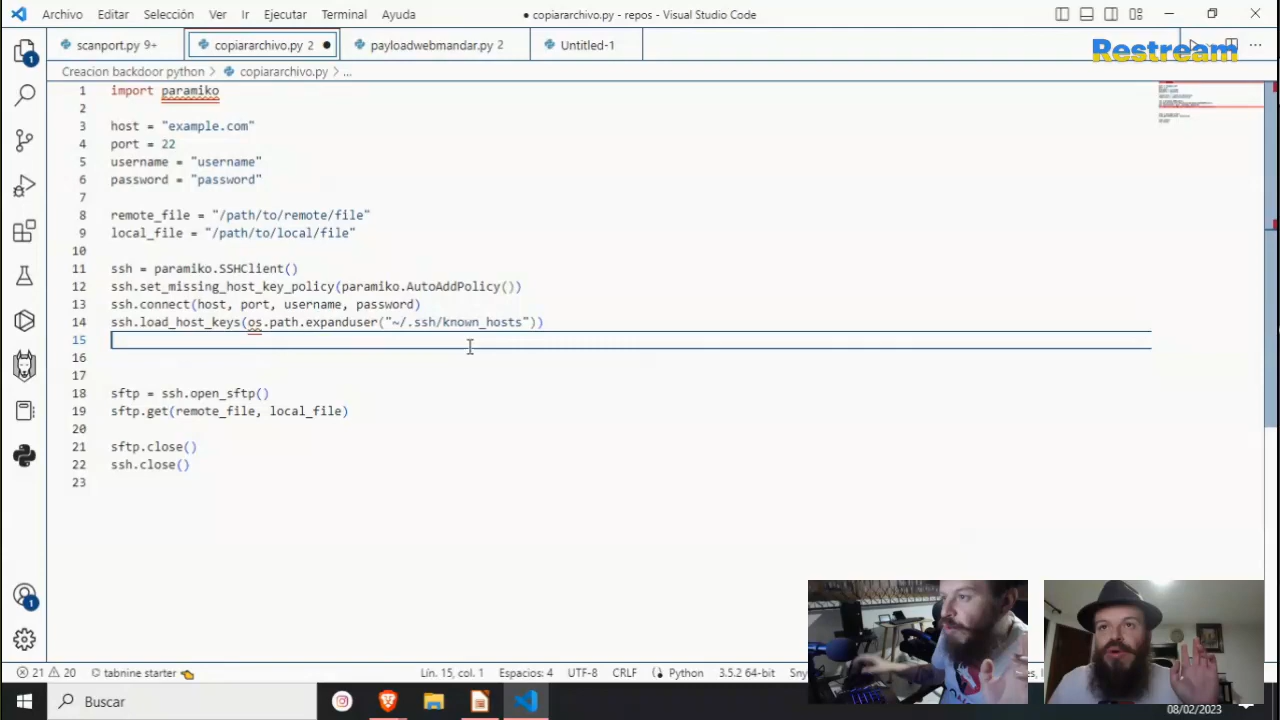 Archivo Editar Selección Ver Ir Ejecutar Terminal Ayuda ● copiararchivo.py - repos - Visual Studio Code
scanport.py 9+ copiararchivo.py 2 ● payloadwebmandar.py 2 Untitled-1
Restream
Creacion backdoor python > copiararchivo.py > ...
1 import paramiko
2
3 host = "example.com"
4 port = 22
5 username = "username"
6 password = "password"
7
8 remote_file = "/path/to/remote/file"
9 local_file = "/path/to/local/file"
10
11 ssh = paramiko.SSHClient()
12 ssh.set_missing_host_key_policy(paramiko.AutoAddPolicy())
13 ssh.connect(host, port, username, password)
14 ssh.load_host_keys(os.path.expanduser("~/.ssh/known_hosts"))
15
16
17
18 sftp = ssh.open_sftp()
19 sftp.get(remote_file, local_file)
20
21 sftp.close()
22 ssh.close()
23
1
1
21 20 tabnine starter Lín. 15, col. 1 Espacios: 4 UTF-8 CRLF Python 3.5.2 64-bit
Buscar
08/02/2023